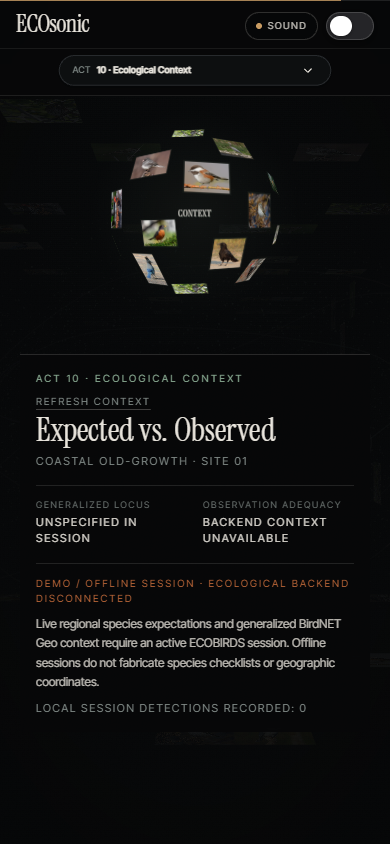 ECOsonic
SOUND
ACT 10 · Ecological Context
CONTEXT
ACT 10 · ECOLOGICAL CONTEXT
REFRESH CONTEXT
Expected vs. Observed
COASTAL OLD-GROWTH · SITE 01
GENERALIZED LOCUS
UNSPECIFIED IN
SESSION
OBSERVATION ADEQUACY
BACKEND CONTEXT
UNAVAILABLE
DEMO / OFFLINE SESSION · ECOLOGICAL BACKEND
DISCONNECTED
Live regional species expectations and generalized BirdNET
Geo context require an active ECOBIRDS session. Offline
sessions do not fabricate species checklists or geographic
coordinates.
LOCAL SESSION DETECTIONS RECORDED: 0